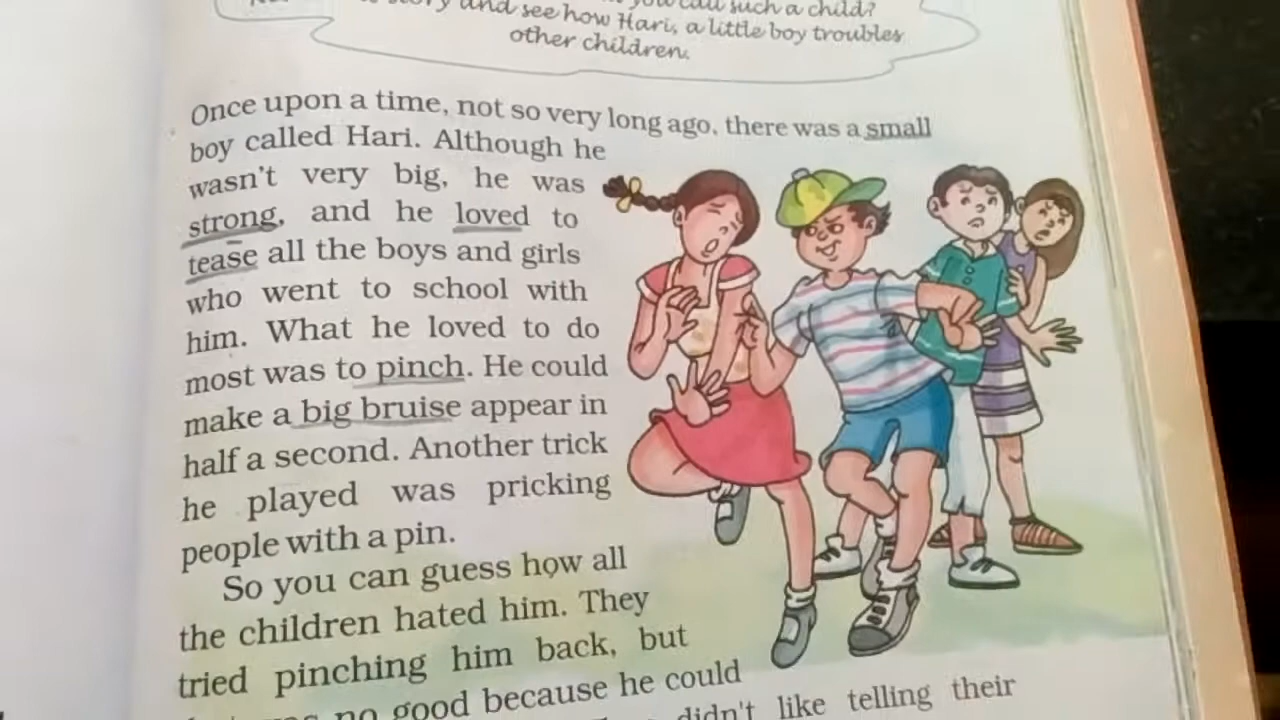 story and see how Hari, a little boy troubles
other children.
Once upon a time, not so very long ago, there was a small
boy called Hari. Although he
wasn't very big, he was
strong, and he loved to
tease all the boys and girls
who went to school with
him. What he loved to do
most was to pinch. He could
make a big bruise appear in
half a second. Another trick
he played was pricking
people with a pin.
So you can guess how all
the children hated him. They
tried pinching him back, but
no good because he could
didn't like telling their